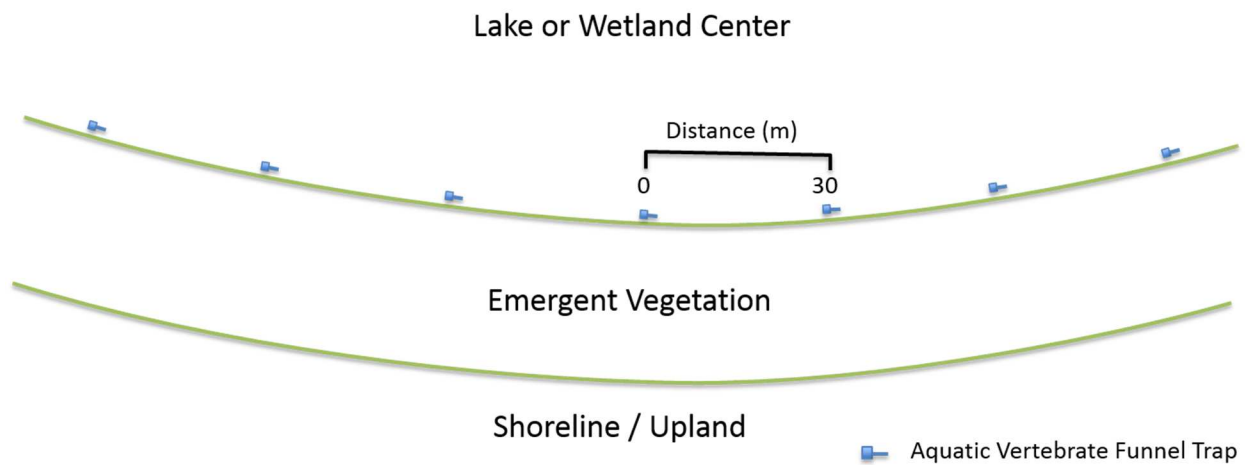 Lake or Wetland Center
Distance (m)
0 30
Emergent Vegetation
Shoreline / Upland
Aquatic Vertebrate Funnel Trap